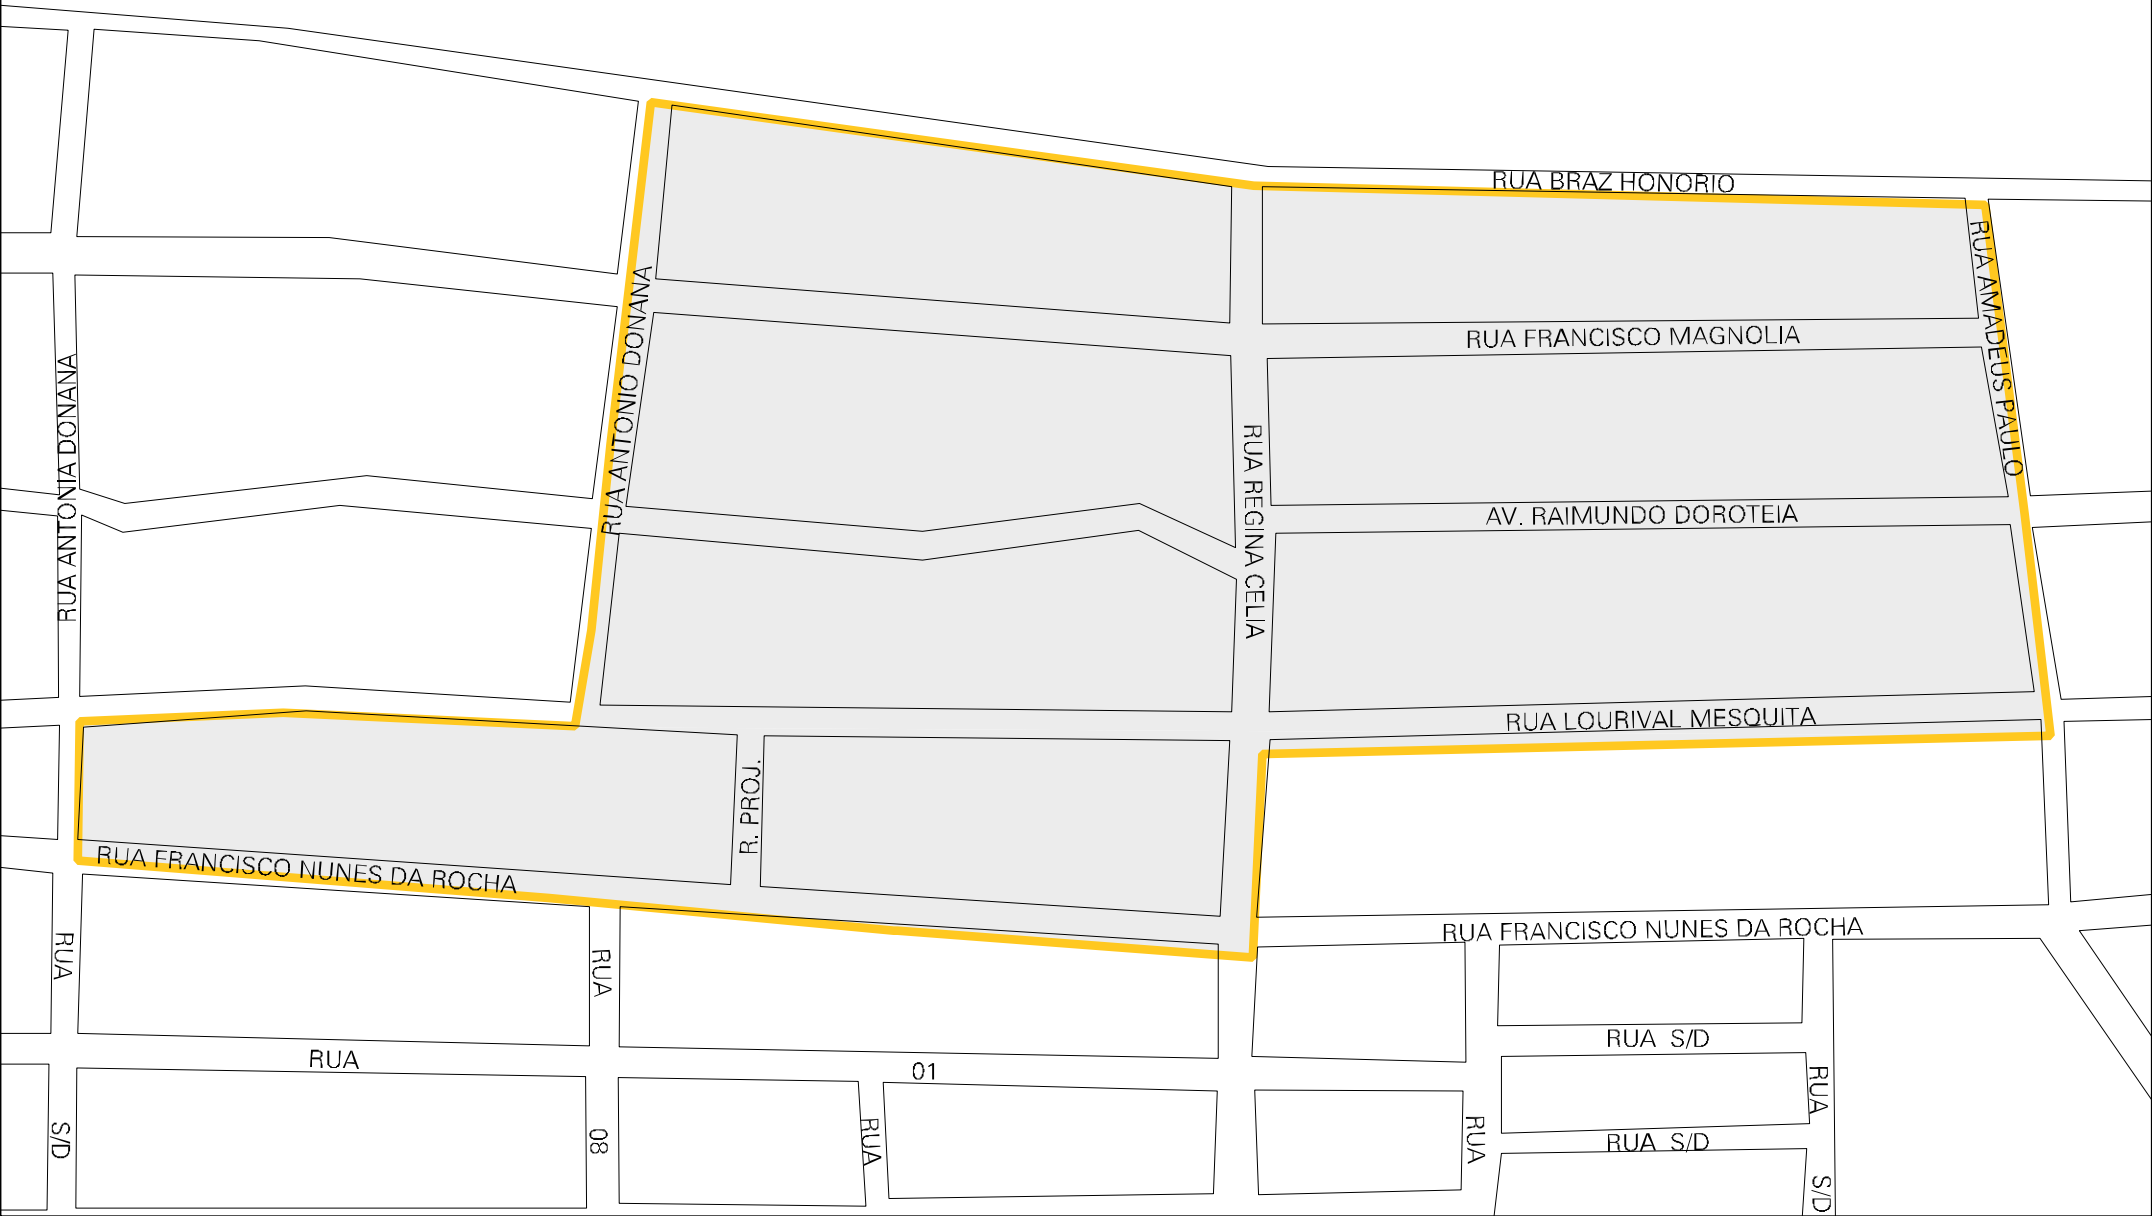 RUA BRAZ HONORIO
RUA AMADEUS PAULO
RUA ANTONIO DONANA
RUA FRANCISCO MAGNOLIA
RUA ANTONIA DONANA
RUA REGINA CELIA
AV. RAIMUNDO DOROTEIA
RUA LOURIVAL MESQUITA
R. PROJ.
RUA FRANCISCO NUNES DA ROCHA
RUA FRANCISCO NUNES DA ROCHA
RUA
RUA
RUA S/D
RUA
01
RUA
S/D
08
RUA
RUA
RUA S/D
S/D